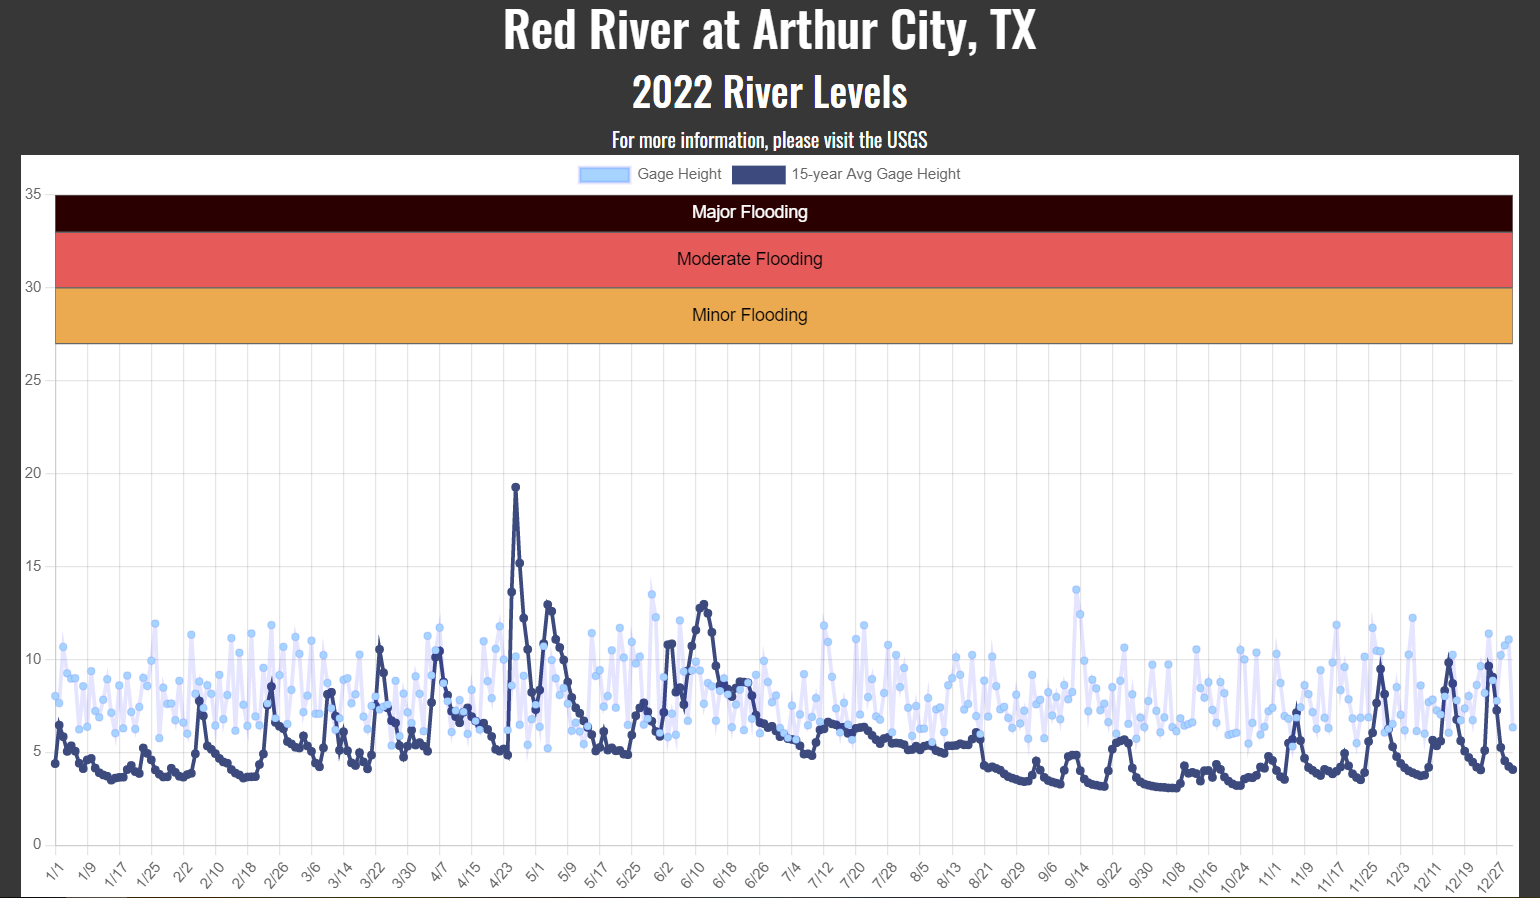 Red River at Arthur City, TX
2022 River Levels
For more information, please visit the USGS
Gage Height 15-year Avg Gage Height
35
Major Flooding
Moderate Flooding
30
Minor Flooding
25
20
15
10
5
0
1/1 1/9 1/17 1/25 2/2 2/10 2/18 2/26 3/6 3/14 3/22 3/30 4/7 4/15 4/23 5/1 5/9 5/17 5/25 6/2 6/10 6/18 6/26 7/4 7/12 7/20 7/28 8/5 8/13 8/21 8/29 9/6 9/14 9/22 9/30 10/8 10/16 10/24 11/1 11/9 11/17 11/25 12/3 12/11 12/19 12/27